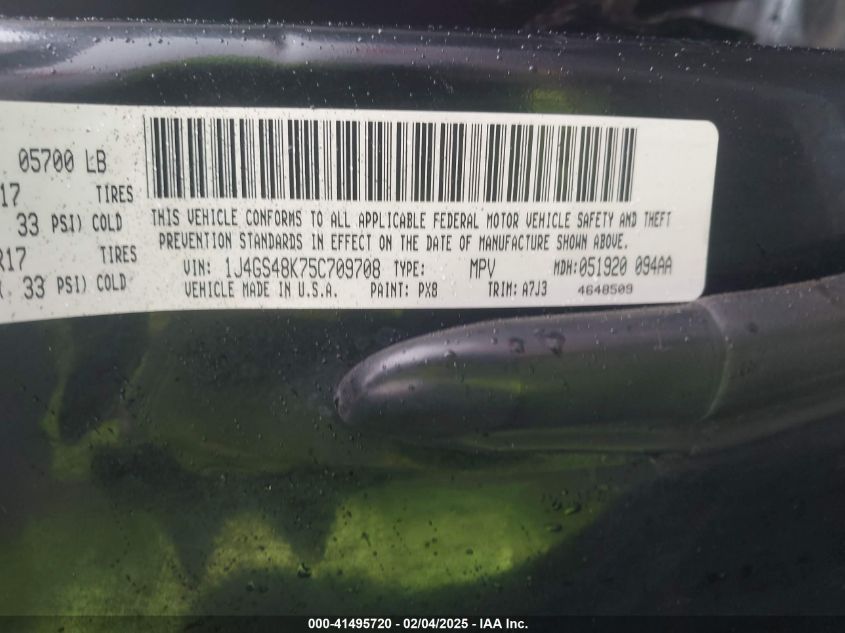 05700 LB
17 TIRES
33 PSI) COLD
R17 TIRES
33 PSI) COLD
THIS VEHICLE CONFORMS TO ALL APPLICABLE FEDERAL MOTOR VEHICLE SAFETY AND THEFT
PREVENTION STANDARDS IN EFFECT ON THE DATE OF MANUFACTURE SHOWN ABOVE.
VIN: 1J4GS48K75C709708 TYPE: MPV MDH:051920 094AA
VEHICLE MADE IN U.S.A. PAINT: PX8 TRIM: A7J3 4648509
000-41495720 - 02/04/2025 - IAA Inc.